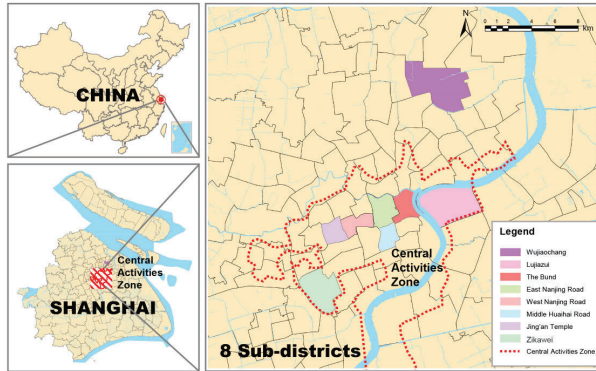 CHINA
Central
Activities
Zone
SHANGHAI
N
0 1 2 4 6 8
km
Central
Activities
Zone
8 Sub-districts
Legend
Wujiaochang
Lujiazui
The Bund
East Nanjing Road
West Nanjing Road
Middle Huaihai Road
Jing'an Temple
Zikawei
Central Activities Zone